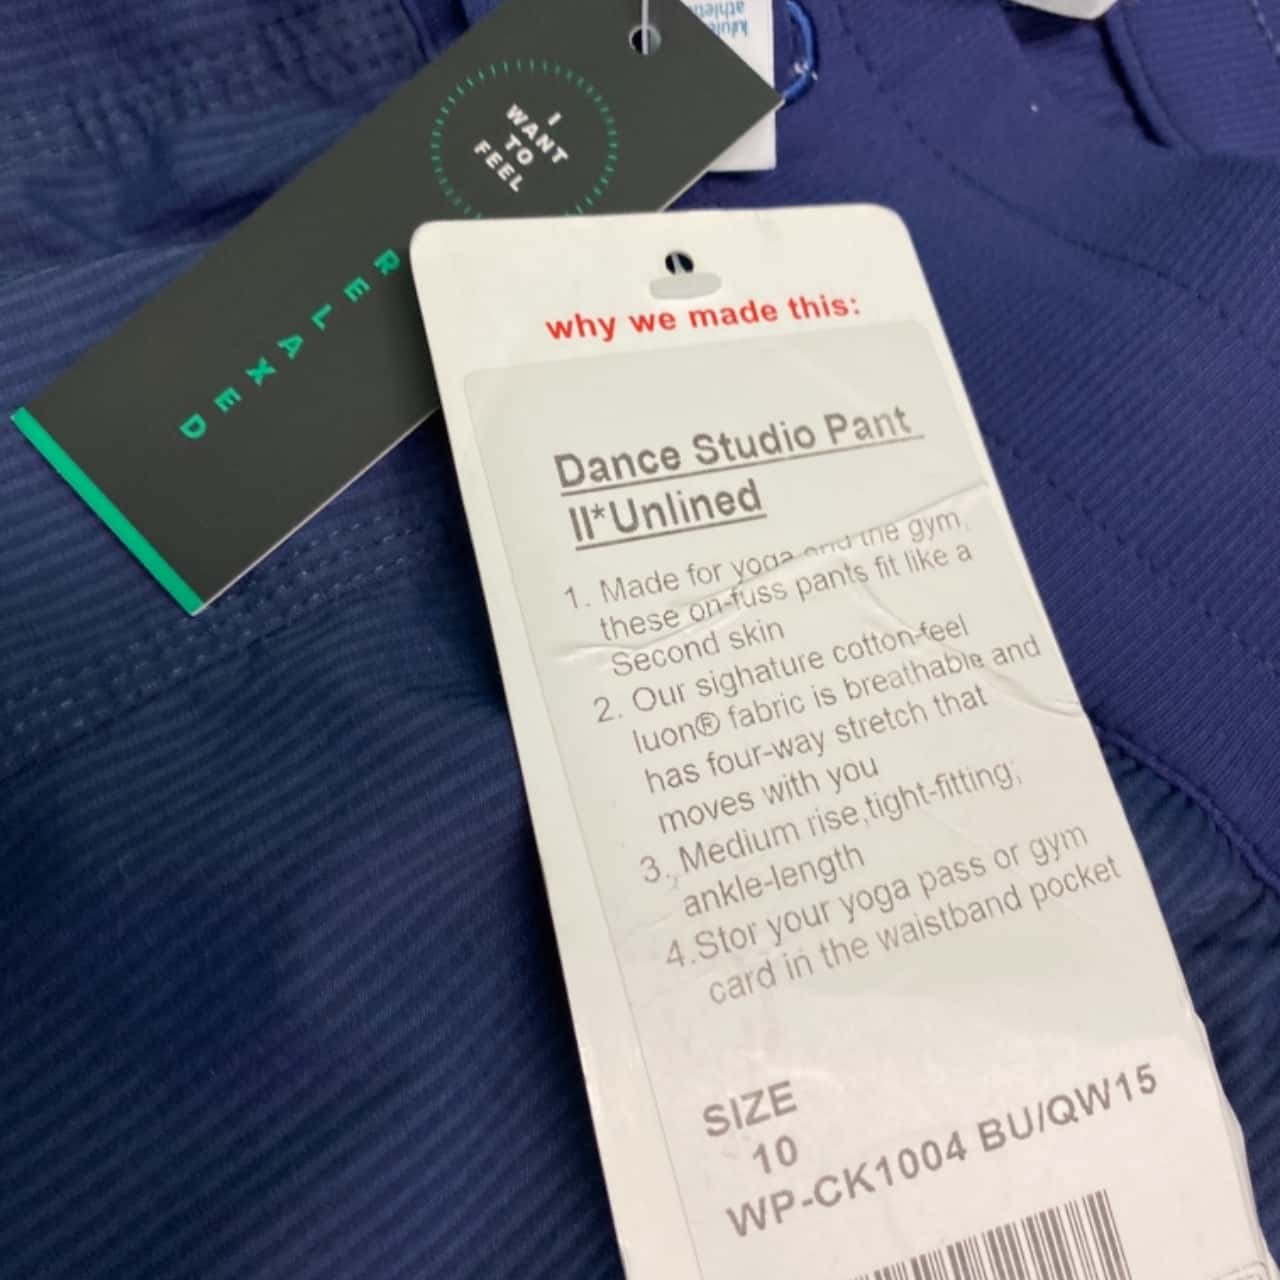 I
WANT
TO
FEEL
RELAXED
athleti
why we made this:
Dance Studio Pant
II*Unlined
1. Made for yoga and the gym,
these on-fuss pants fit like a
Second skin
2. Our sighature cotton-feel
luon® fabric is breathable and
has four-way stretch that
moves with you
3. Medium rise,tight-fitting;
ankle-length
4.Stor your yoga pass or gym
card in the waistband pocket
SIZE
10
WP-CK1004 BU/QW15